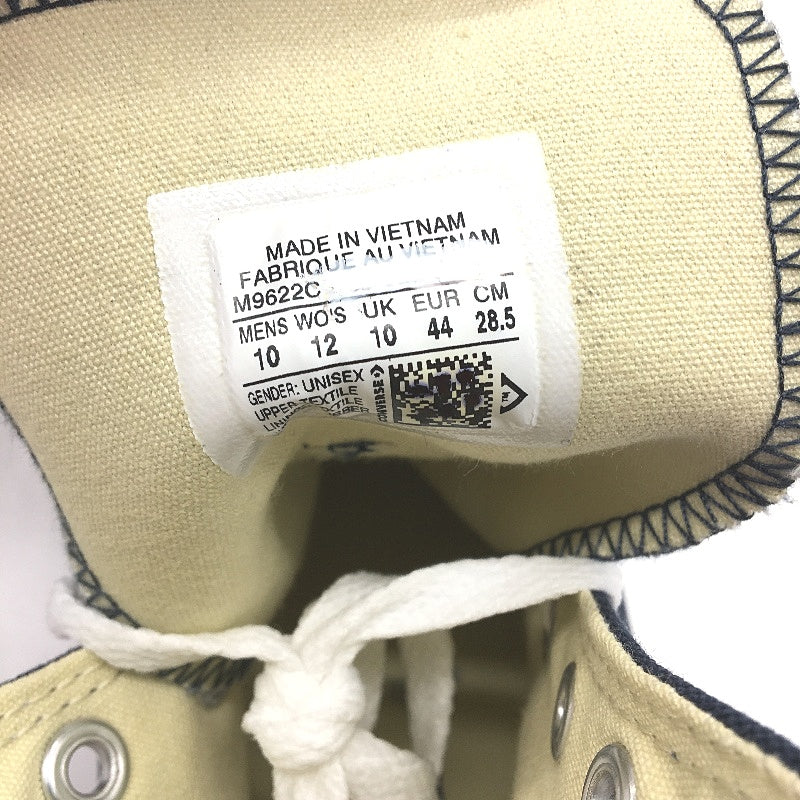 MADE IN VIETNAM
FABRIQUE AU VIETNAM
M9622C
MENS WO'S UK EUR CM
10 12 10 44 28.5
GENDER: UNISEX
UPPER: TEXTILE
CONVERSE
TM